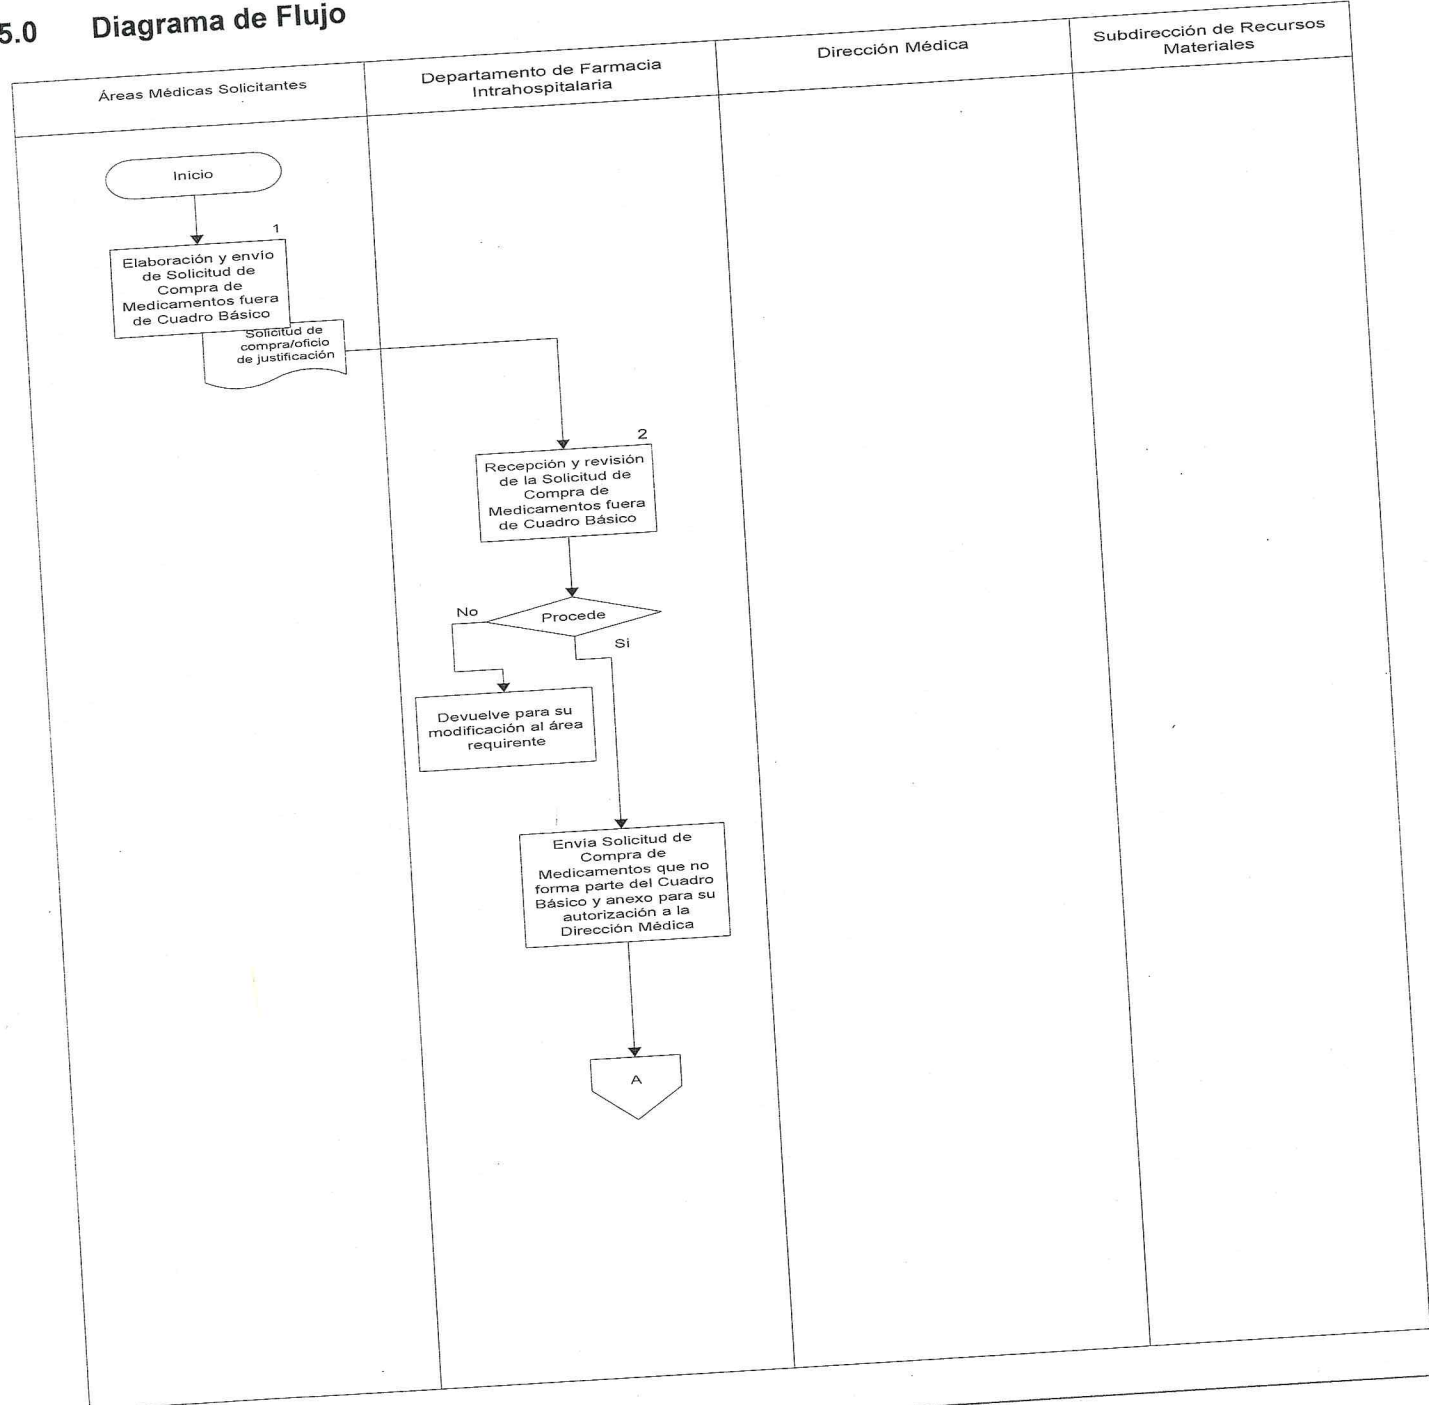 5.0 Diagrama de Flujo
Áreas Médicas Solicitantes
Departamento de Farmacia
Intrahospitalaria
Dirección Médica
Subdirección de Recursos
Materiales
Inicio
1
Elaboración y envío
de Solicitud de
Compra de
Medicamentos fuera
de Cuadro Básico
Solicitud de
compra/oficio
de justificación
2
Recepción y revisión
de la Solicitud de
Compra de
Medicamentos fuera
de Cuadro Básico
Procede
No
Si
Devuelve para su
modificación al área
requirente
Envía Solicitud de
Compra de
Medicamentos que no
forma parte del Cuadro
Básico y anexo para su
autorización a la
Dirección Médica
A